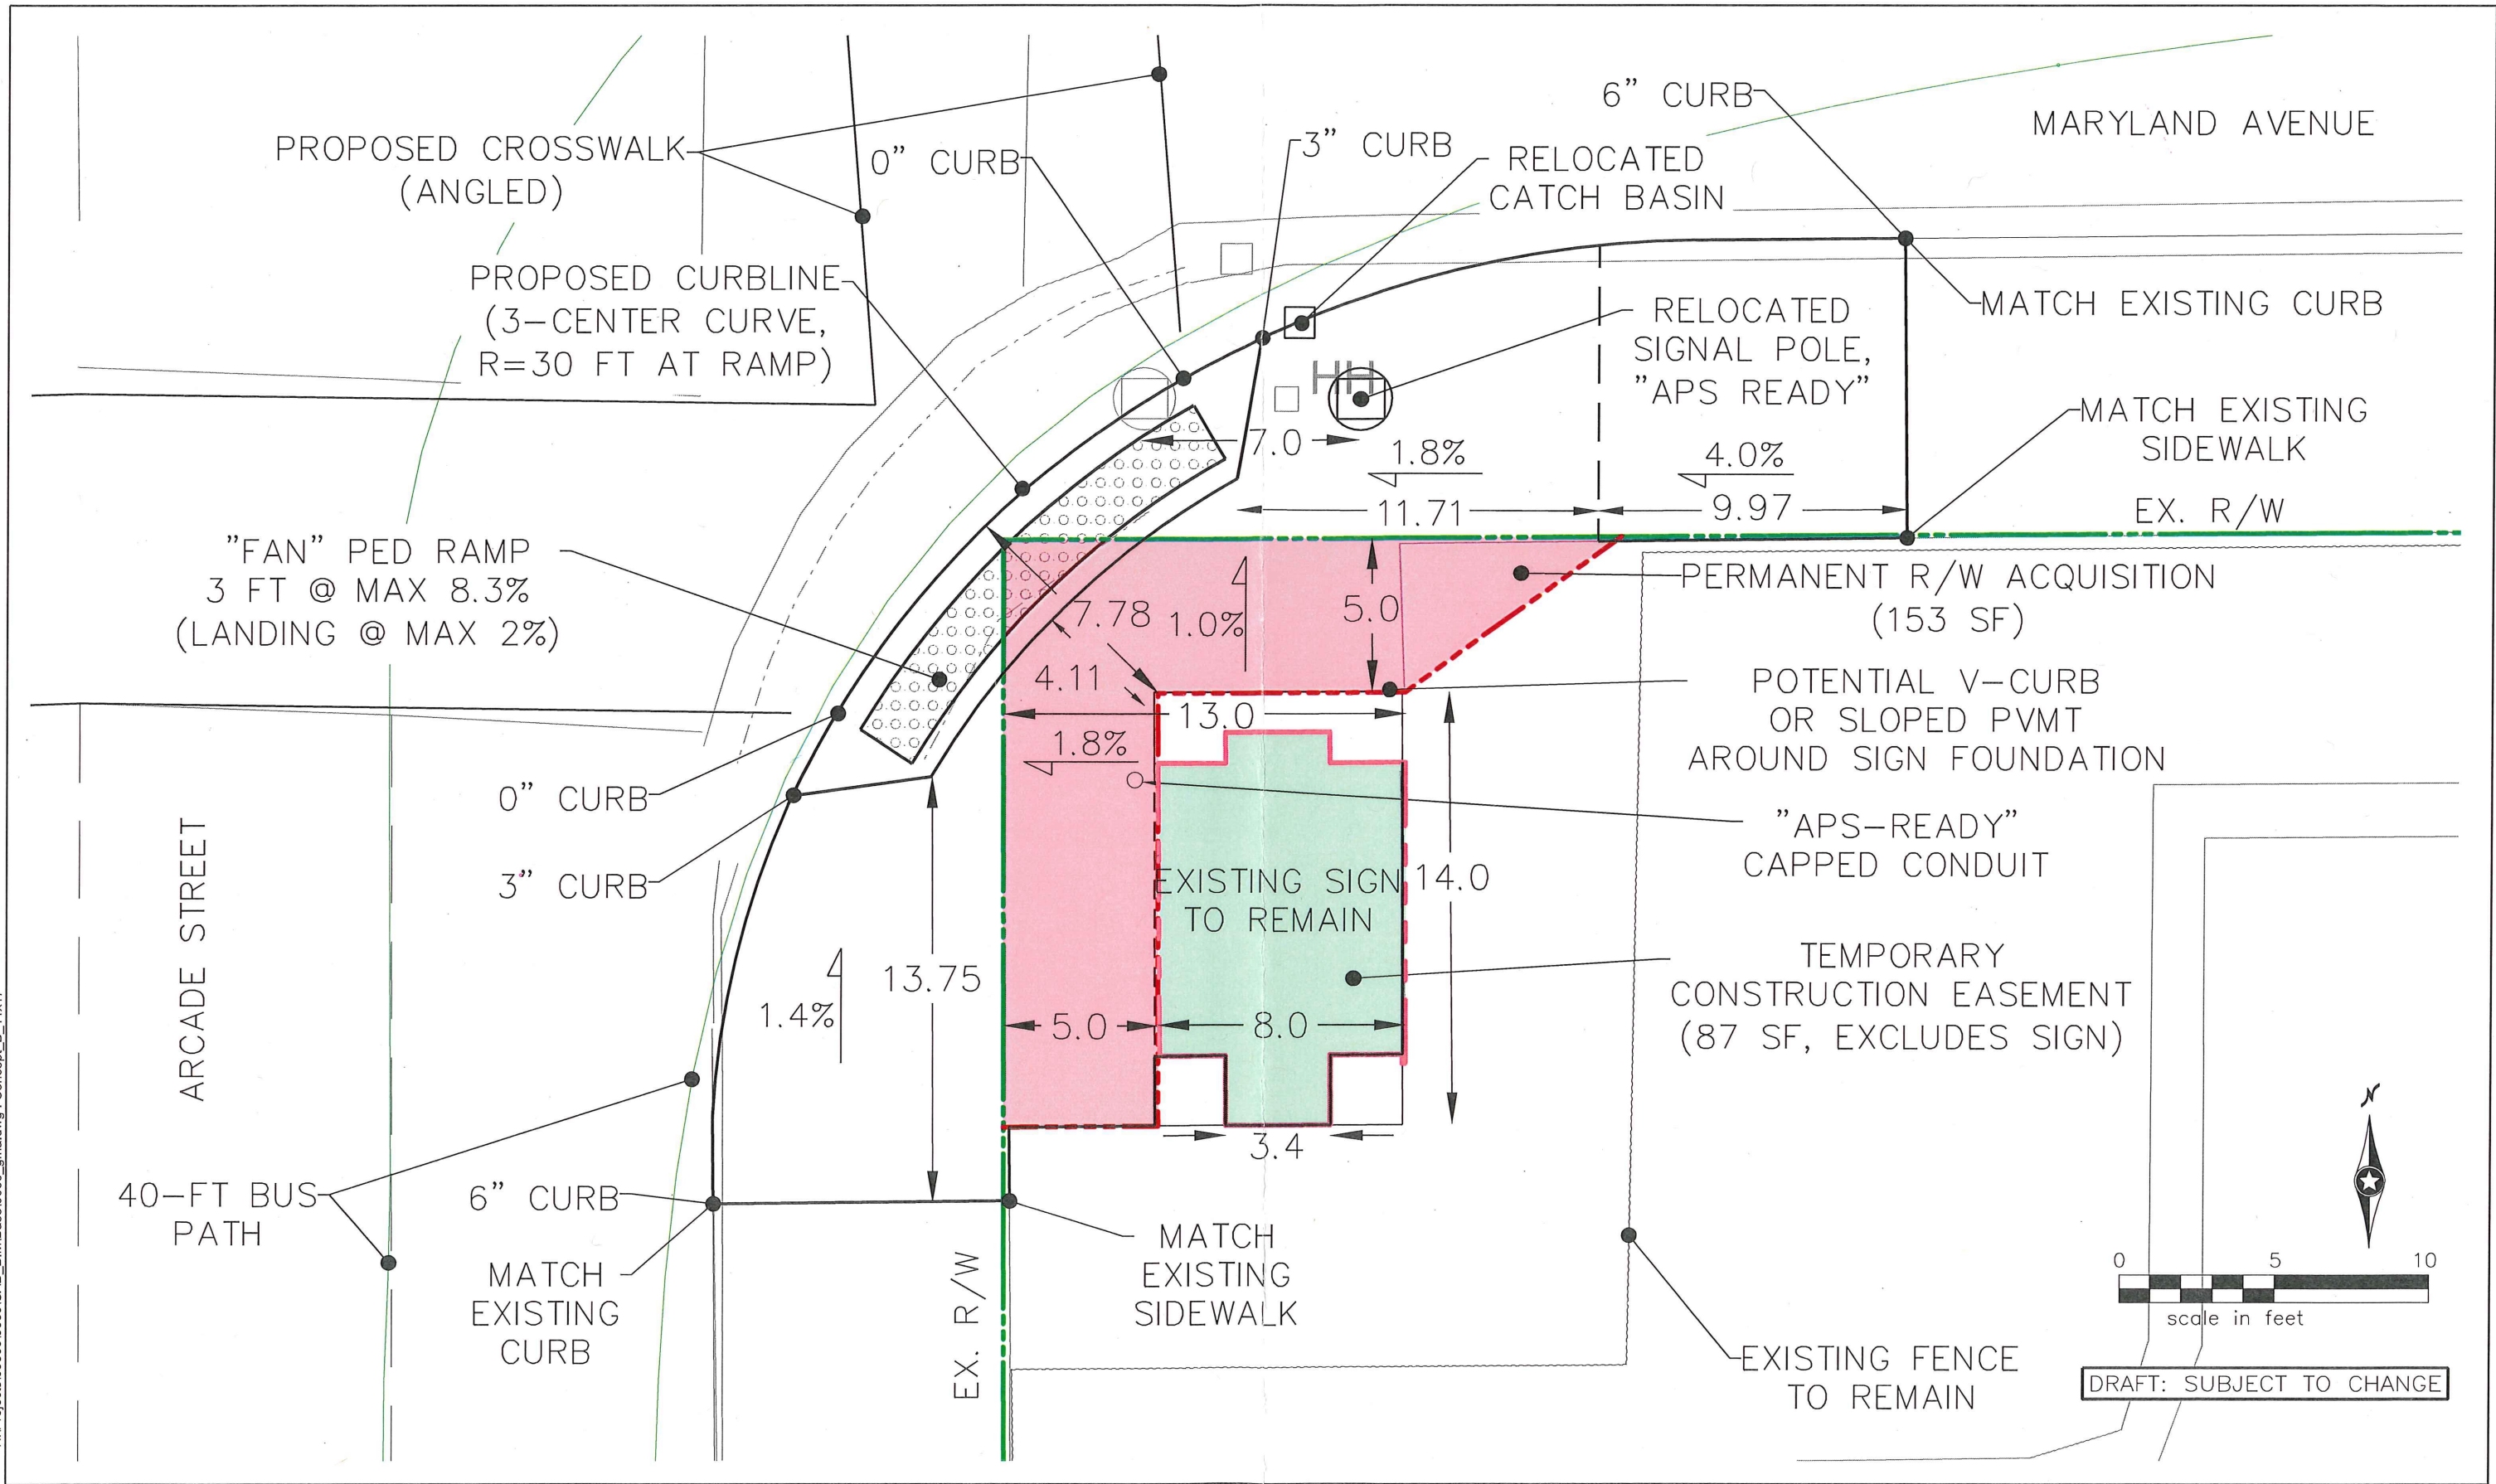 PROPOSED CROSSWALK
(ANGLED)
0” CURB
3” CURB
RELOCATED
CATCH BASIN
6” CURB
MARYLAND AVENUE
PROPOSED CURBLINE
(3-CENTER CURVE,
R=30 FT AT RAMP)
HH
RELOCATED
SIGNAL POLE,
”APS READY”
MATCH EXISTING CURB
MATCH EXISTING
SIDEWALK
7.0
1.8%
4.0%
11.71
9.97
EX. R/W
”FAN” PED RAMP
3 FT @ MAX 8.3%
(LANDING @ MAX 2%)
7.78
1.0%
5.0
4.11
PERMANENT R/W ACQUISITION
(153 SF)
13.0
1.8%
POTENTIAL V-CURB
OR SLOPED PVMT
AROUND SIGN FOUNDATION
0” CURB
3” CURB
”APS-READY”
CAPPED CONDUIT
ARCADE STREET
EXISTING SIGN
TO REMAIN
14.0
13.75
1.4%
5.0
8.0
TEMPORARY
CONSTRUCTION EASEMENT
(87 SF, EXCLUDES SIGN)
3.4
40-FT BUS
PATH
6” CURB
MATCH
EXISTING
CURB
EX. R/W
MATCH
EXISTING
SIDEWALK
N
0 5 10
scale in feet
EXISTING FENCE
TO REMAIN
DRAFT: SUBJECT TO CHANGE